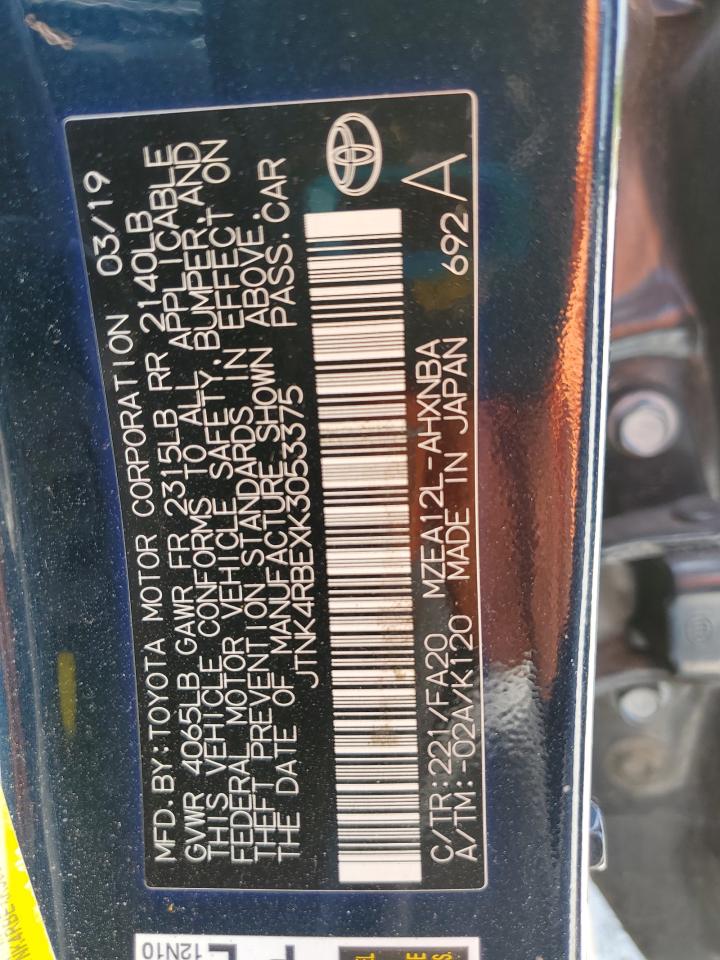 MFD.BY:TOYOTA MOTOR CORPORATION 03/19
GVWR 4065LB GAWR FR 2315LB RR 2140LB
THIS VEHICLE CONFORMS TO ALL APPLICABLE
FEDERAL MOTOR VEHICLE SAFETY,BUMPER,AND
THEFT PREVENTION STANDARDS IN EFFECT ON
THE DATE OF MANUFACTURE SHOWN ABOVE.
JTNK4RBEXK3053375 PASS.CAR
C/TR:221/FA20 MZEA12L-AHXNBA
A/TM:-02A/K120 MADE IN JAPAN 692 A
12N10